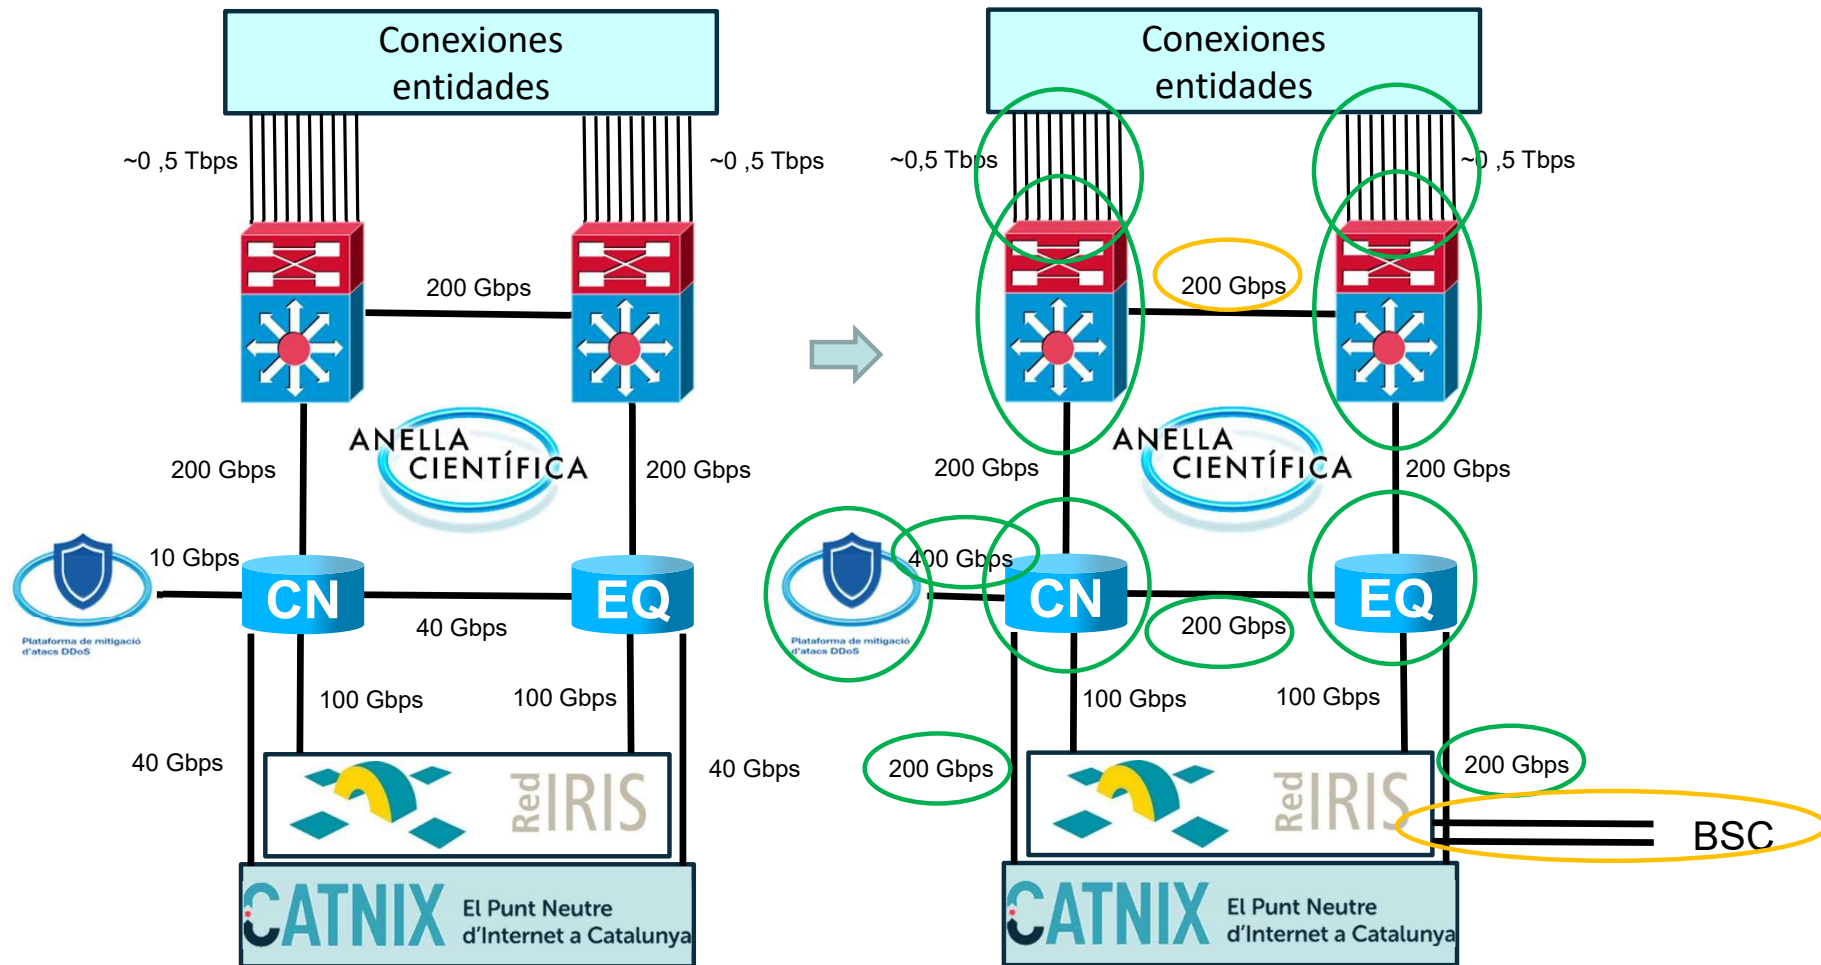 Conexiones
entidades
~0 ,5 Tbps
~0 ,5 Tbps
200 Gbps
ANELLA
CIENTÍFICA
200 Gbps
200 Gbps
10 Gbps
CN
EQ
Plataforma de mitigació
d'atacs DDoS
40 Gbps
100 Gbps
100 Gbps
40 Gbps
40 Gbps
Red IRIS
CATNIX
El Punt Neutre
d'Internet a Catalunya
Conexiones
entidades
~0,5 Tbps
~0 ,5 Tbps
200 Gbps
ANELLA
CIENTÍFICA
200 Gbps
200 Gbps
400 Gbps
CN
EQ
Plataforma de mitigació
d'atacs DDoS
200 Gbps
100 Gbps
100 Gbps
200 Gbps
200 Gbps
Red IRIS
BSC
CATNIX
El Punt Neutre
d'Internet a Catalunya